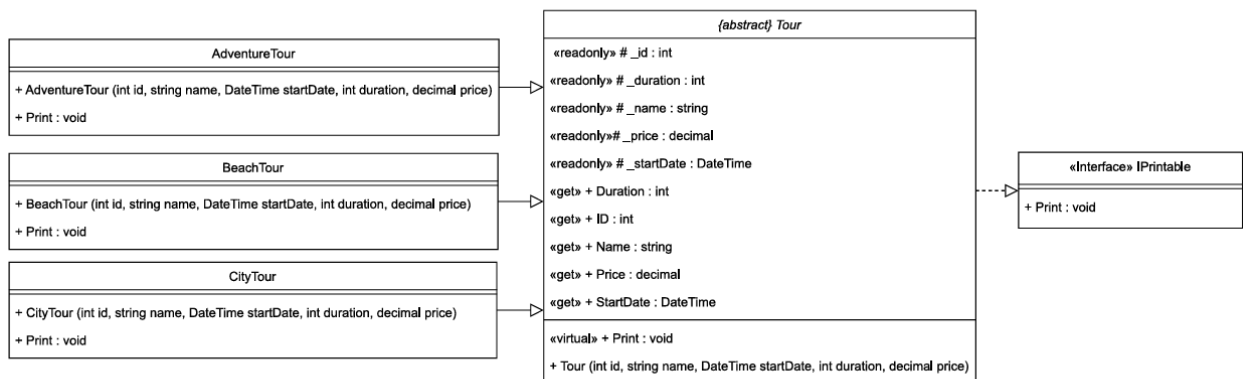 AdventureTour
+ AdventureTour (int id, string name, DateTime startDate, int duration, decimal price)
+ Print : void
BeachTour
+ BeachTour (int id, string name, DateTime startDate, int duration, decimal price)
+ Print : void
CityTour
+ CityTour (int id, string name, DateTime startDate, int duration, decimal price)
+ Print : void
{abstract} Tour
«readonly» # _id : int
«readonly» # _duration : int
«readonly» # _name : string
«readonly»# _price : decimal
«readonly» # _startDate : DateTime
«get» + Duration : int
«get» + ID : int
«get» + Name : string
«get» + Price : decimal
«get» + StartDate : DateTime
«virtual» + Print : void
+ Tour (int id, string name, DateTime startDate, int duration, decimal price)
«Interface» IPrintable
+ Print : void